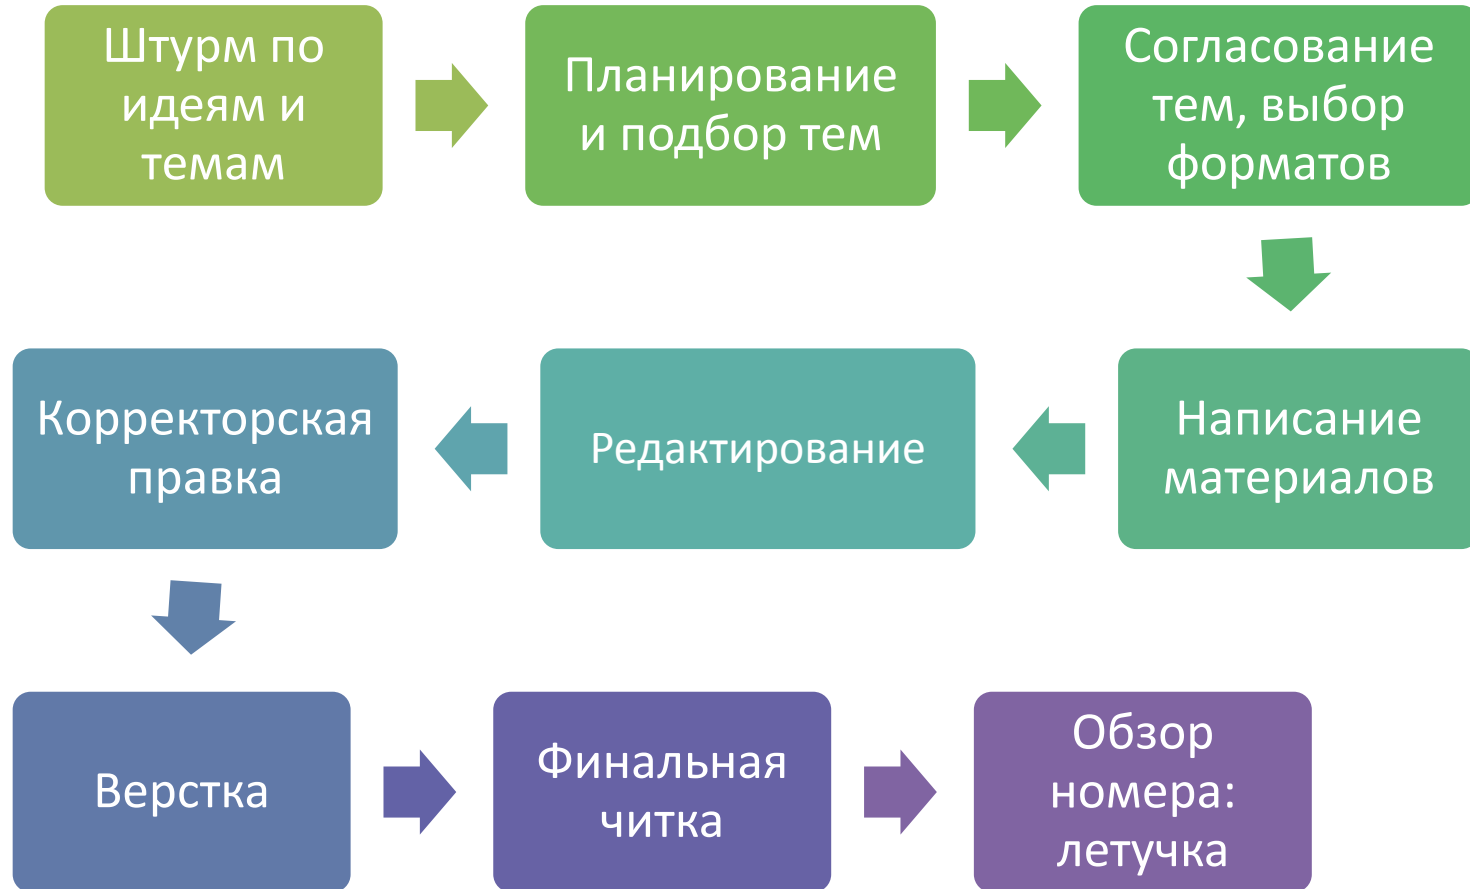 Штурм по
идеям и
темам
Планирование
и подбор тем
Согласование
тем, выбор
форматов
Написание
материалов
Редактирование
Корректорская
правка
Верстка
Финальная
читка
Обзор
номера:
летучка